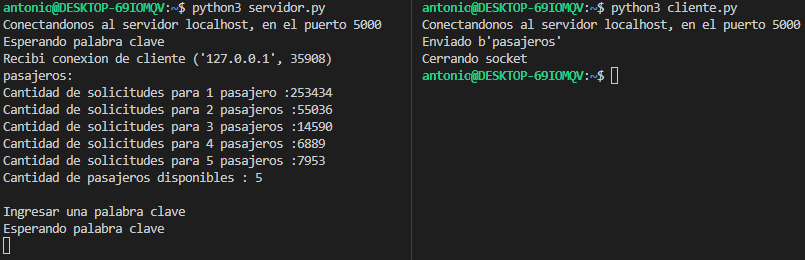 antonio@DESKTOP-69IOMQV:~$ python3 servidor.py
Conectandonos al servidor localhost, en el puerto 5000
Esperando palabra clave
Recibi conexion de cliente ('127.0.0.1', 35908)
pasajeros:
Cantidad de solicitudes para 1 pasajero :253434
Cantidad de solicitudes para 2 pasajeros :55036
Cantidad de solicitudes para 3 pasajeros :14590
Cantidad de solicitudes para 4 pasajeros :6889
Cantidad de solicitudes para 5 pasajeros :7953
Cantidad de pasajeros disponibles : 5
Ingresar una palabra clave
Esperando palabra clave
antonio@DESKTOP-69IOMQV:~$ python3 cliente.py
Conectandonos al servidor localhost, en el puerto 5000
Enviado b'pasajeros'
Cerrando socket
antonio@DESKTOP-69IOMQV:~$